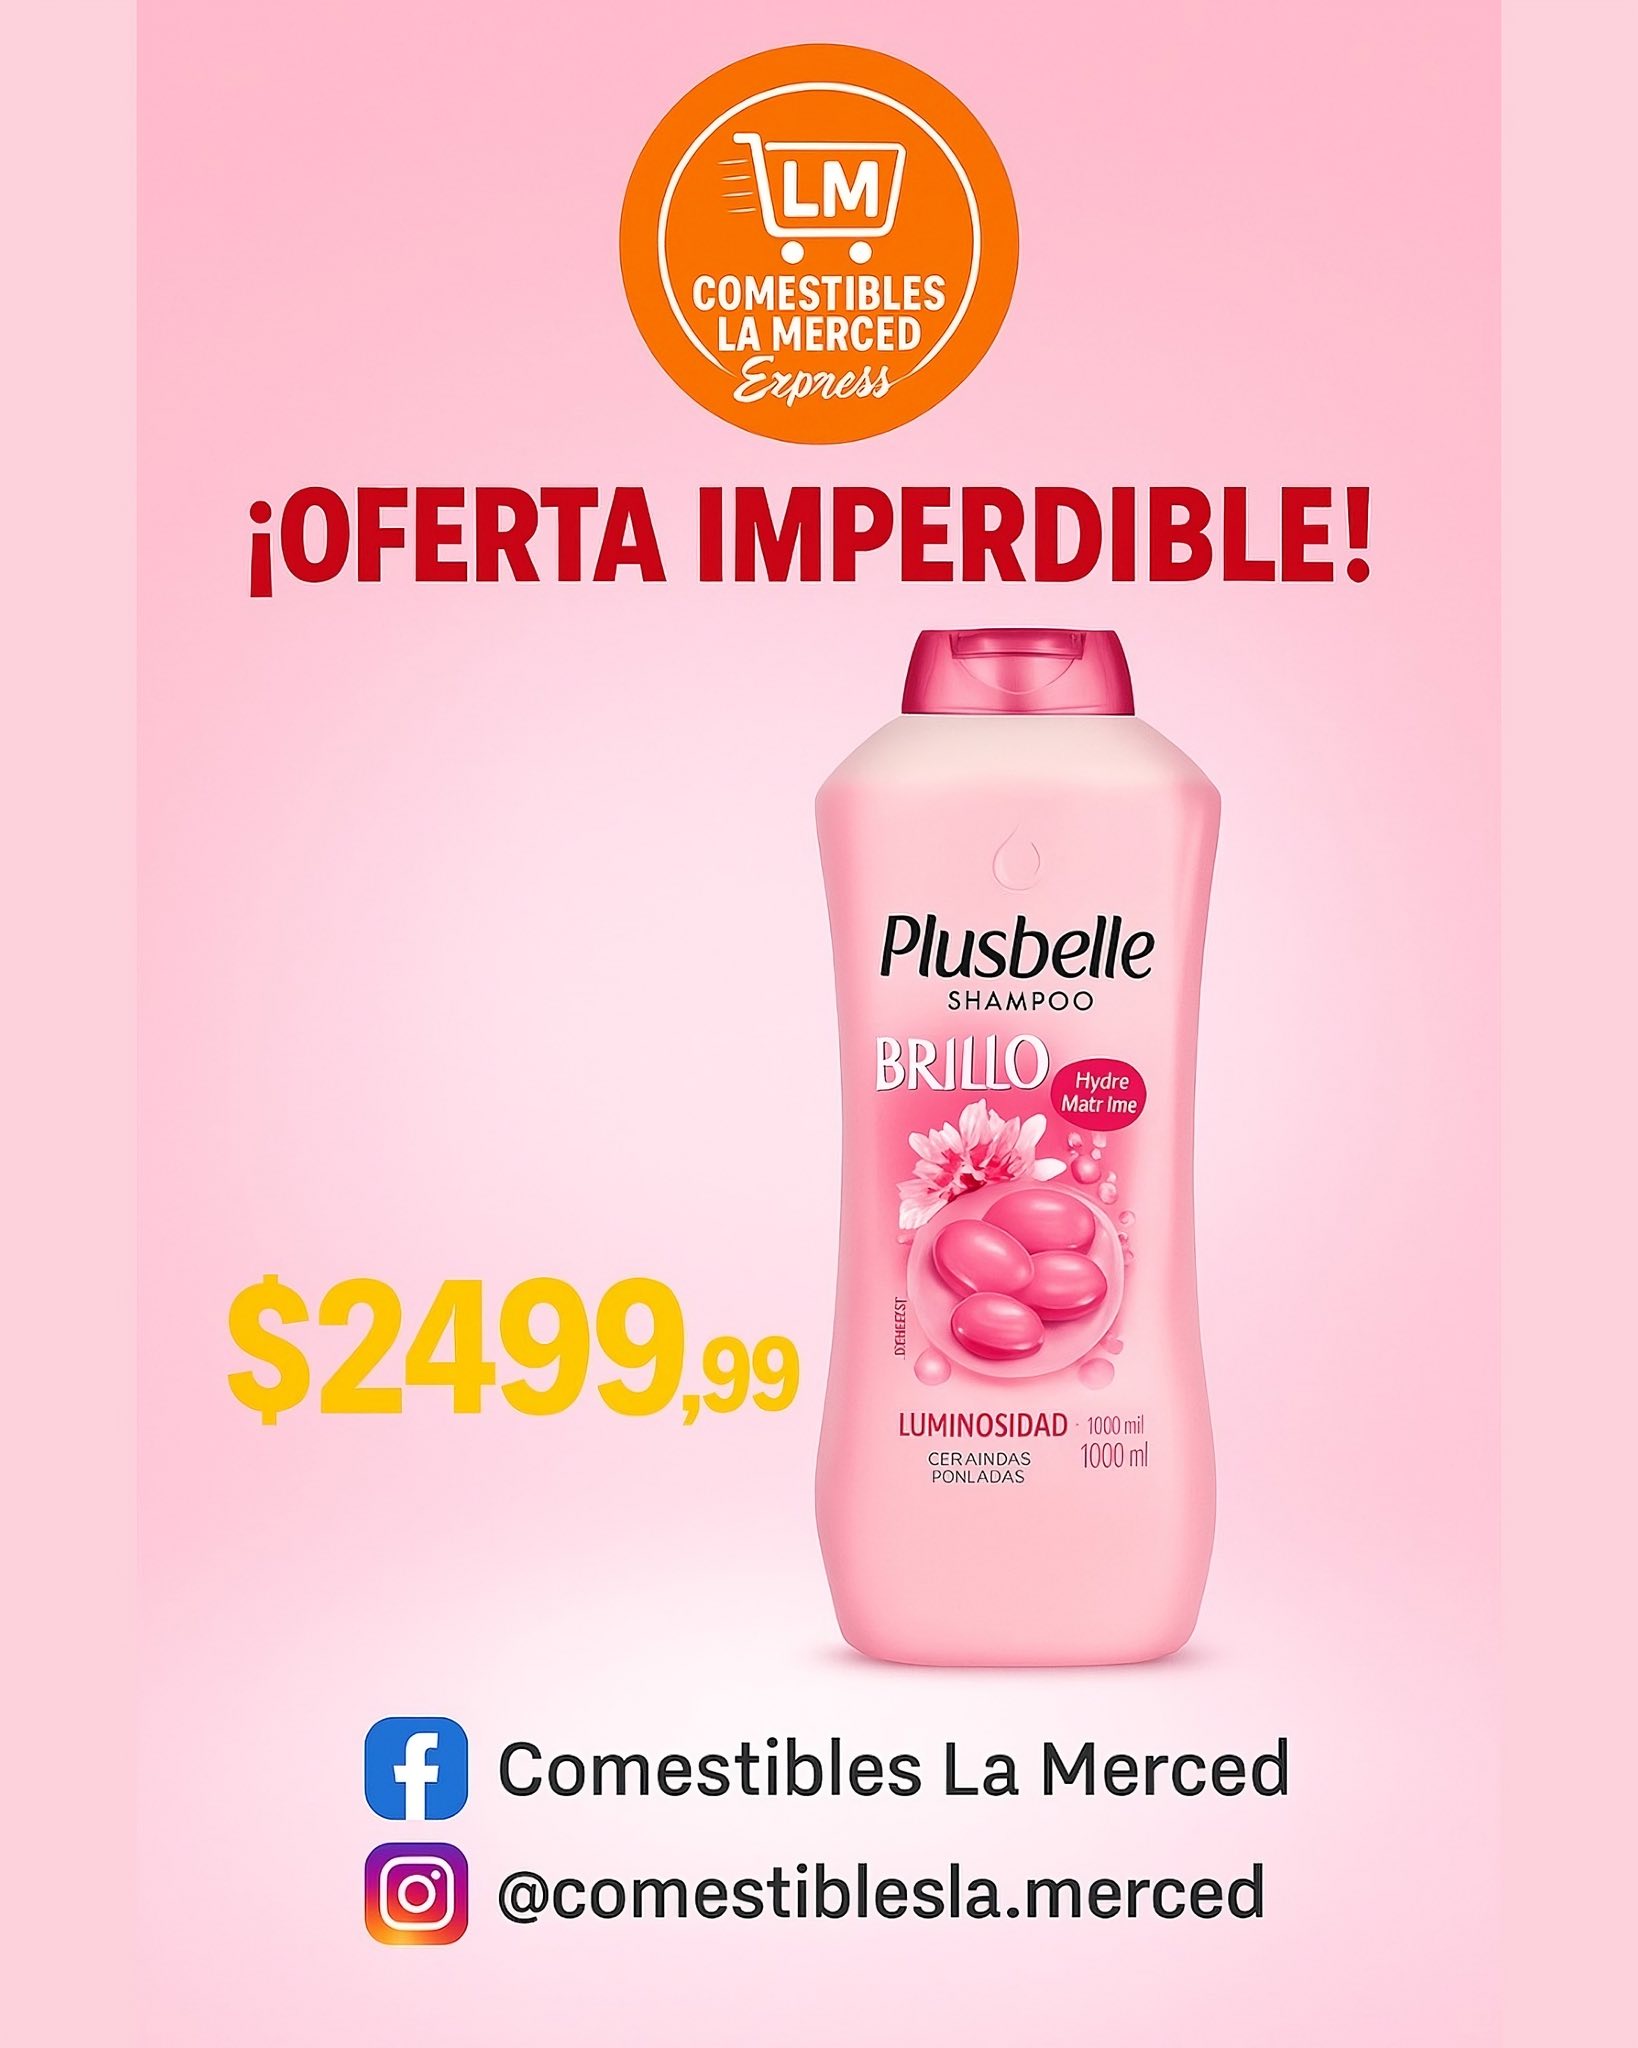 LM
COMESTIBLES
LA MERCED
Express
¡OFERTA IMPERDIBLE!
Plusbelle
SHAMPOO
BRILLO
Hydre
Matr Ime
$2499,99
LUMINOSIDAD · 1000 mil
CERAINDAS 1000 ml
PONLADAS
Comestibles La Merced
@comestiblesla.merced